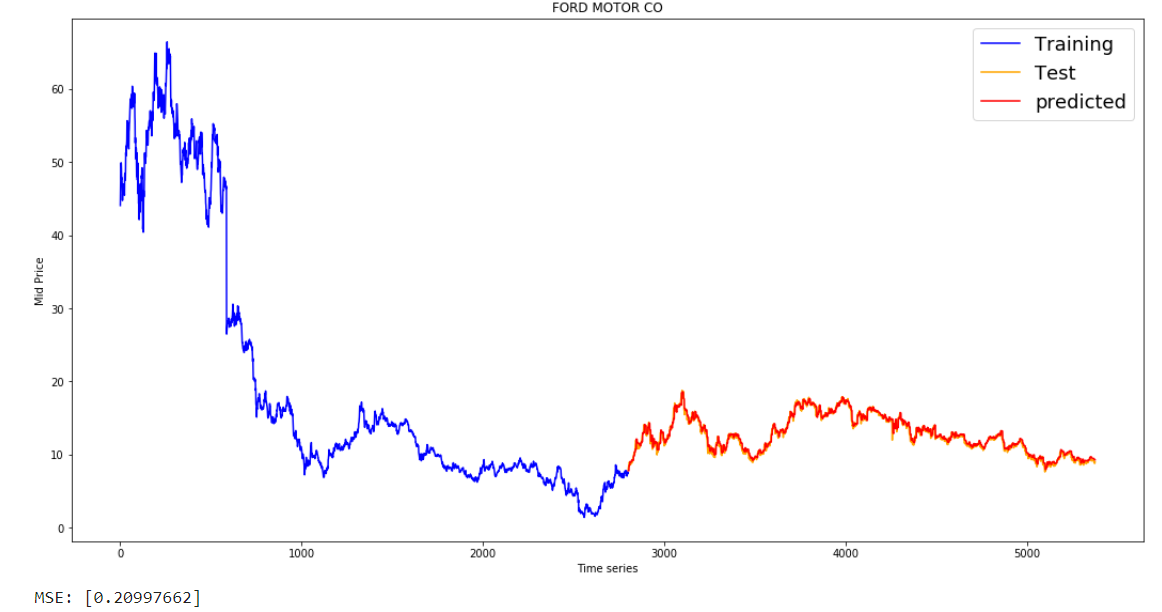 FORD MOTOR CO
Training
Test
predicted
60
50
40
30
20
10
0
Mid Price
0 1000 2000 3000 4000 5000
Time series
MSE: [0.20997662]